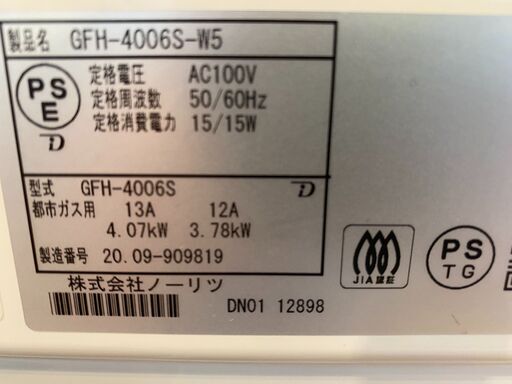 製品名 GFH-4006S-W5
PS E
定格電圧 AC100V
定格周波数 50/60Hz
定格消費電力 15/15W
型式 GFH-4006S
都市ガス用 13A 12A
4.07kW 3.78kW
製造番号 20.09-909819
株式会社ノーリツ
DN01 12898
JIA認証
PS TG